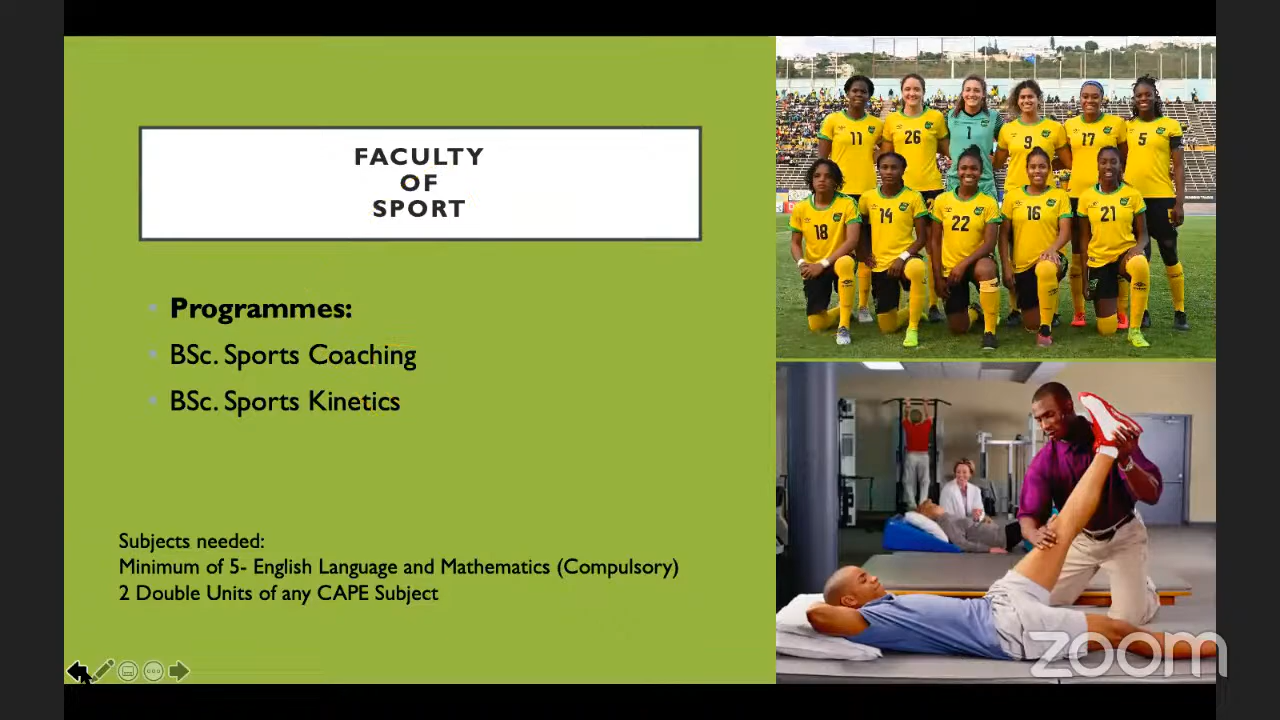 FACULTY
OF
SPORT
Programmes:
BSc. Sports Coaching
BSc. Sports Kinetics
Subjects needed:
Minimum of 5- English Language and Mathematics (Compulsory)
2 Double Units of any CAPE Subject
11
26
1
9
17
5
18
14
22
16
21
zoom